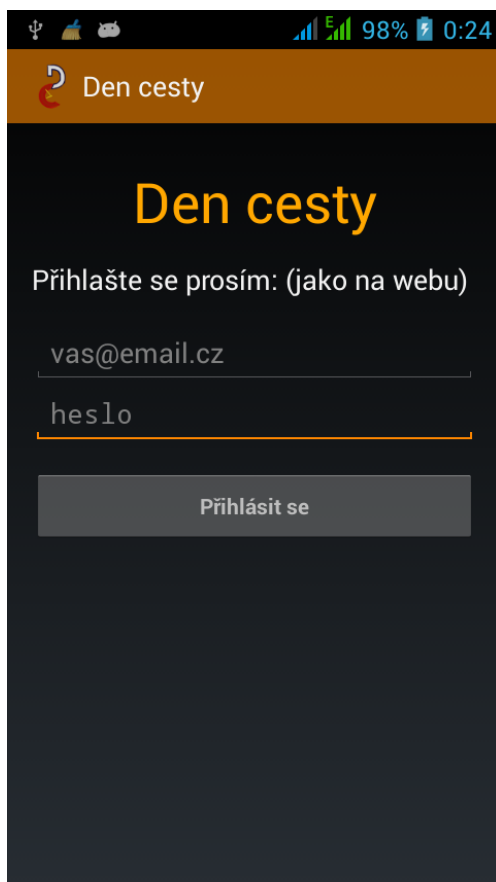 E 98% 0:24
Den cesty
Den cesty
Přihlašte se prosím: (jako na webu)
vas@email.cz
heslo
Přihlásit se